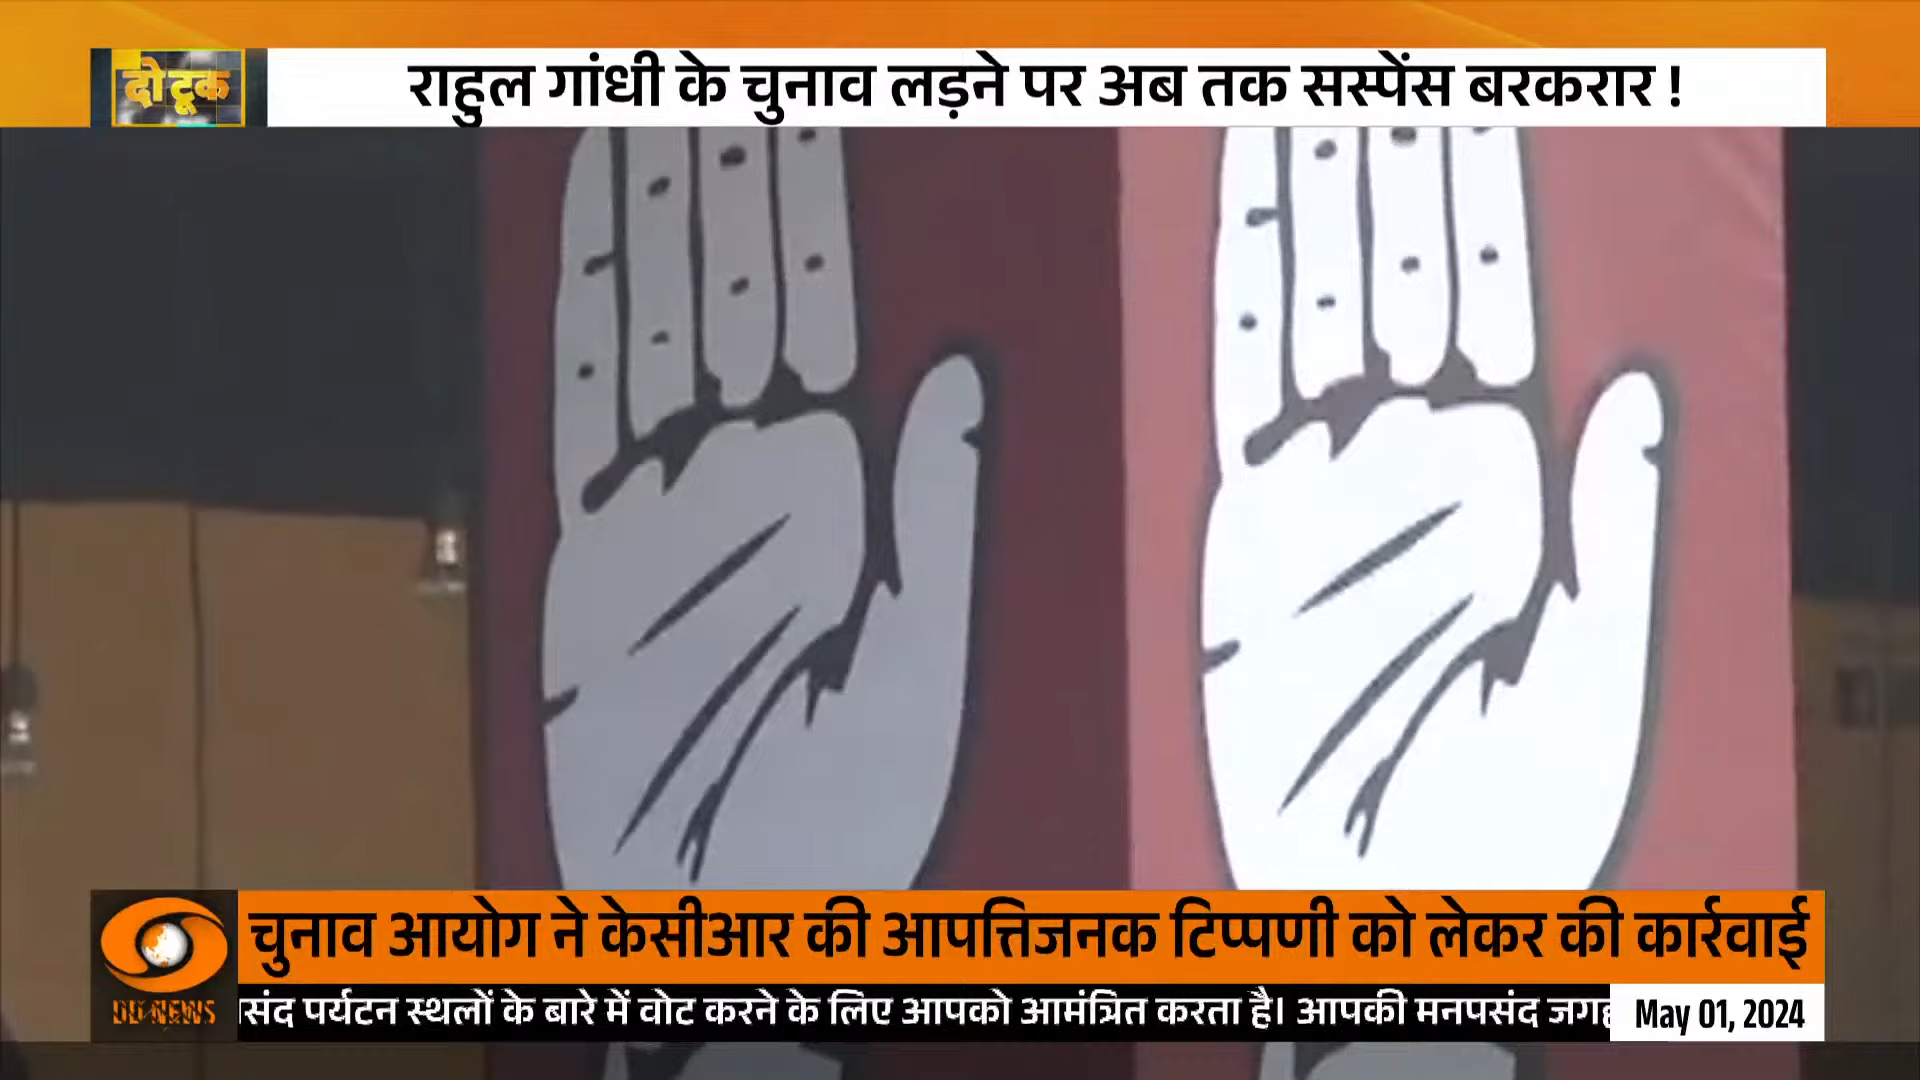 दो टूक
राहुल गांधी के चुनाव लड़ने पर अब तक सस्पेंस बरकरार !
चुनाव आयोग ने केसीआर की आपत्तिजनक टिप्पणी को लेकर की कार्रवाई
DD NEWS
पर्यटन स्थलों के बारे में वोट करने के लिए आपको आमंत्रित करता है। आपकी मनपसंद
May 01, 2024